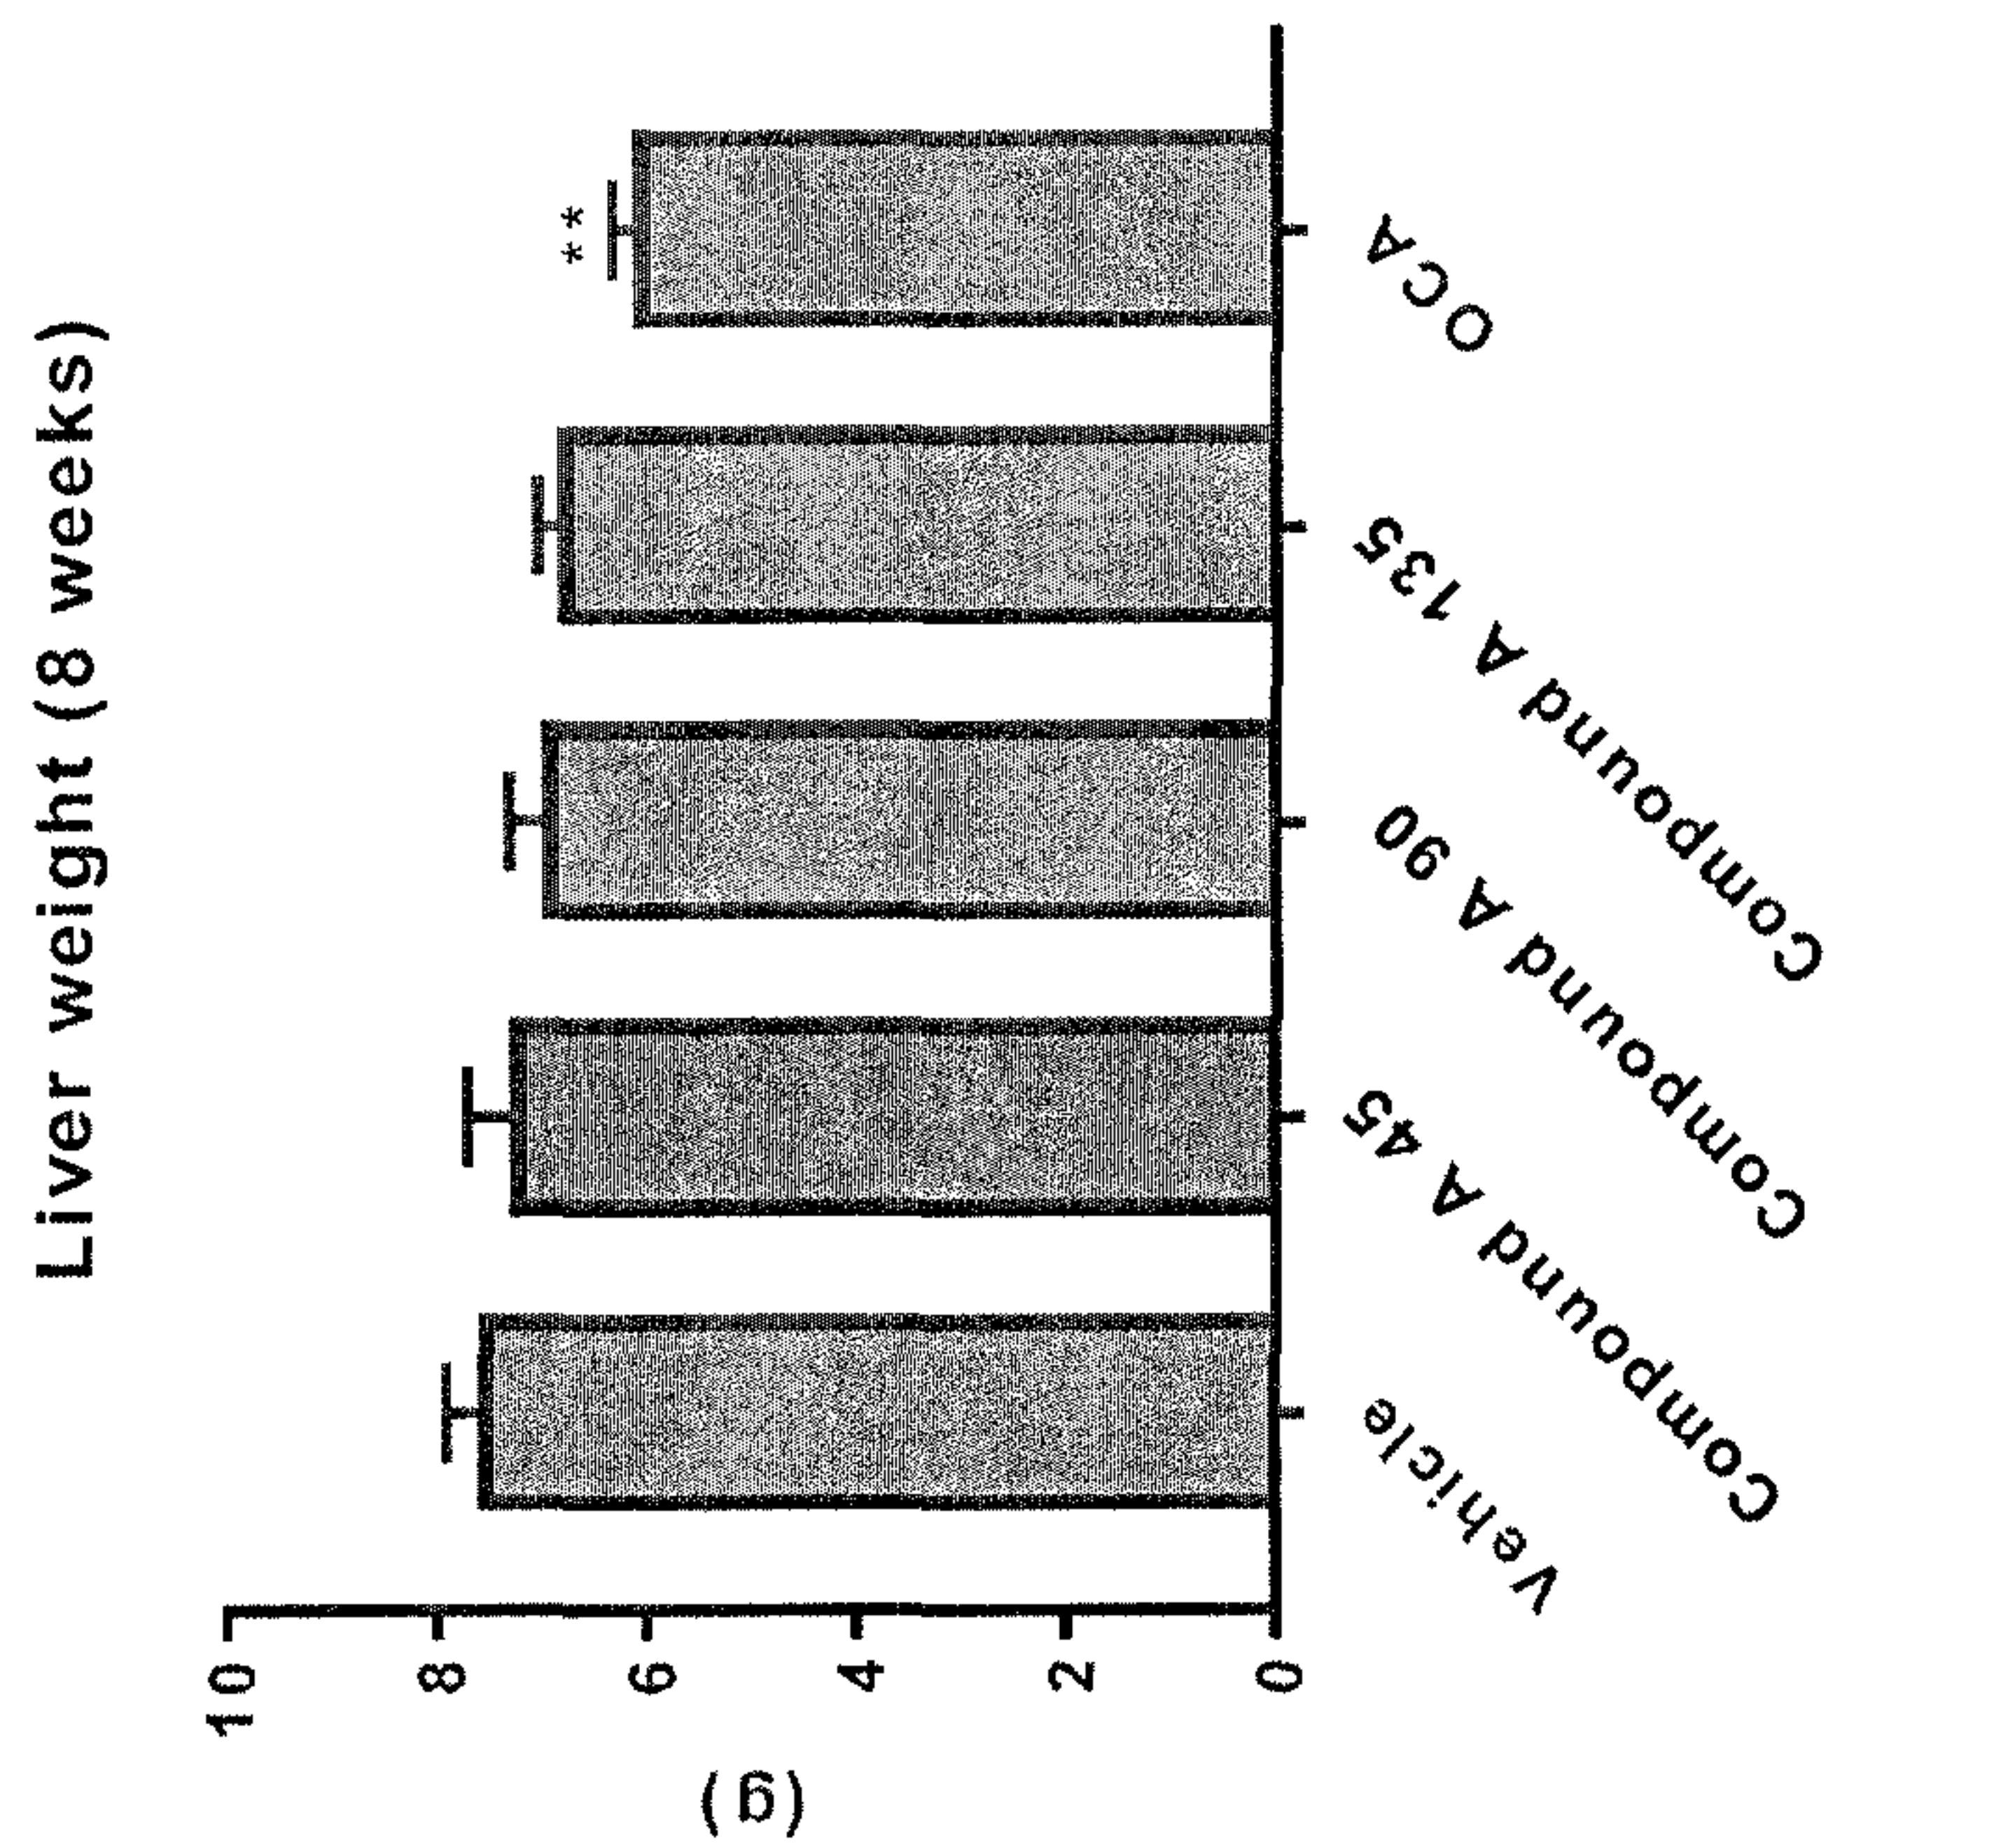 Liver weight (8 weeks)
(g)
10
8
6
4
2
0
**
Vehicle
Compound A 45
Compound A 90
Compound A 135
OCA